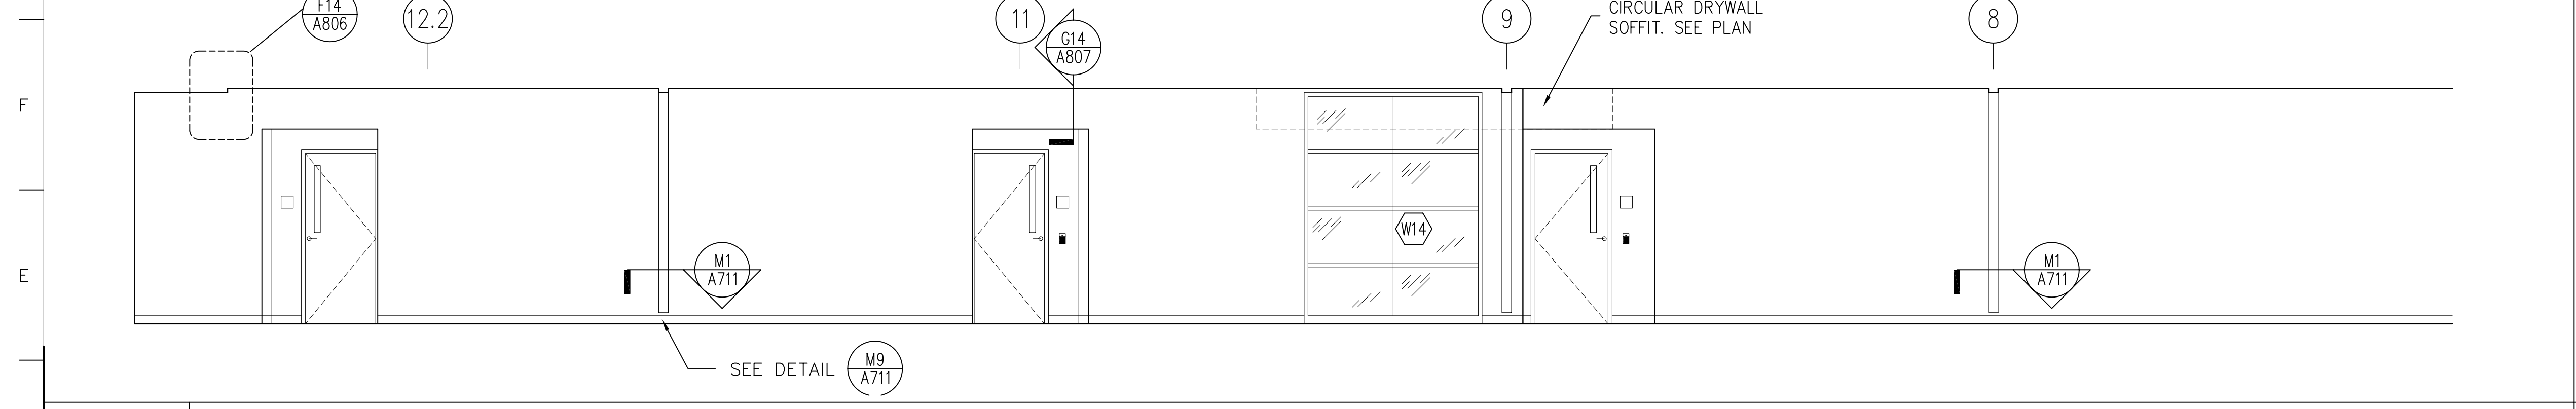 F14
A806
12.2
11
G14
A807
9
CIRCULAR DRYWALL
SOFFIT. SEE PLAN
8
F
W14
E
M1
A711
M1
A711
SEE DETAIL
M9
A711